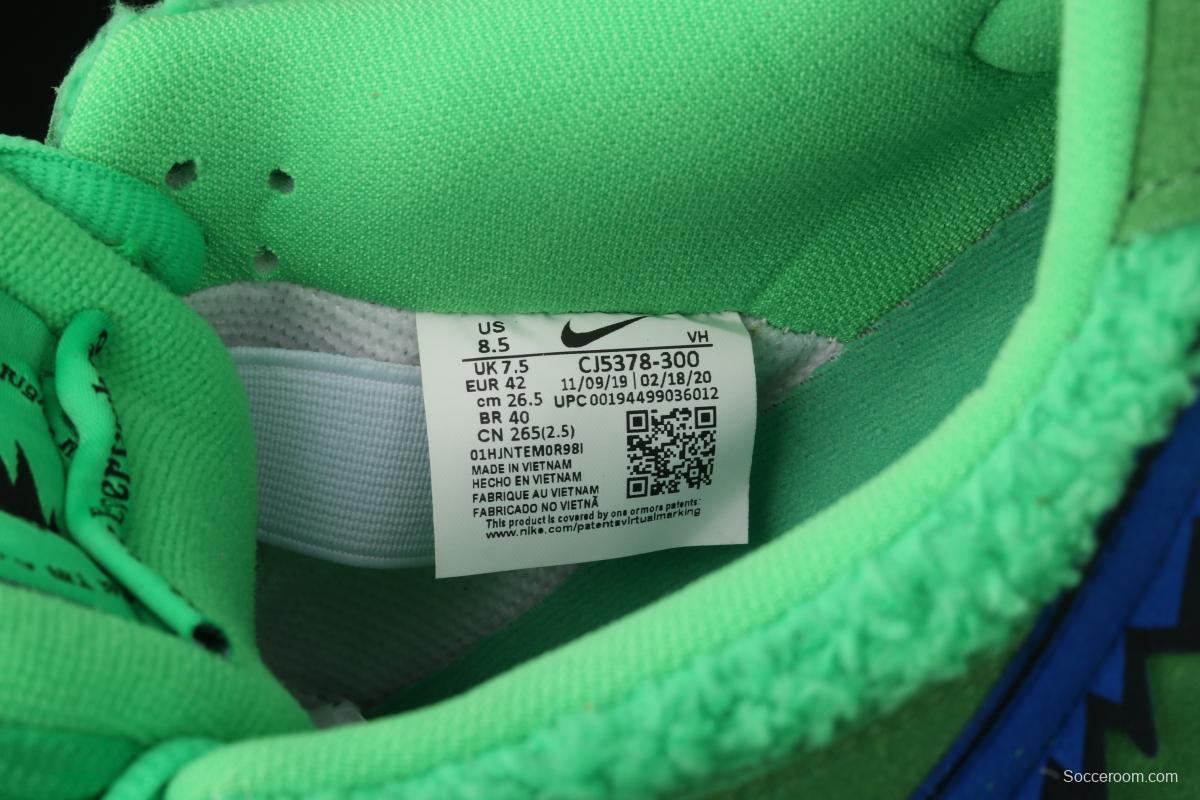 US
8.5
VH
UK 7.5
CJ5378-300
EUR 42
11/09/19 | 02/18/20
cm 26.5
UPC 00194499036012
BR 40
CN 265(2.5)
01HJNTEM0R98I
MADE IN VIETNAM
HECHO EN VIETNAM
FABRIQUE AU VIETNAM
FABRICADO NO VIETNÃ
This product is covered by one or more patents:
www.nike.com/patentsvirtualmarking
Socceroom.com